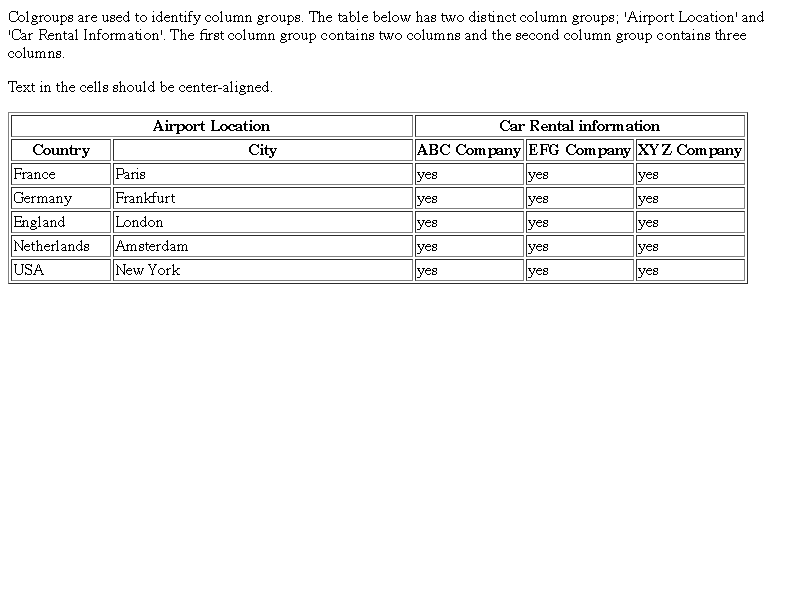 Colgroups are used to identify column groups. The table below has two distinct column groups; 'Airport Location' and
'Car Rental Information'. The first column group contains two columns and the second column group contains three
columns.
Text in the cells should be center-aligned.
Airport Location Car Rental information
Country City ABC Company EFG Company XYZ Company
France Paris yes yes yes
Germany Frankfurt yes yes yes
England London yes yes yes
Netherlands Amsterdam yes yes yes
USA New York yes yes yes